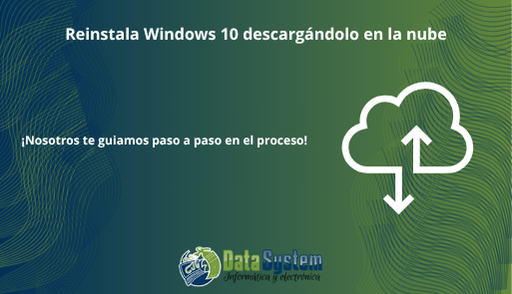 Reinstala Windows 10 descargándolo en la nube
¡Nosotros te guiamos paso a paso en el proceso!
Data System
Informática y electrónica